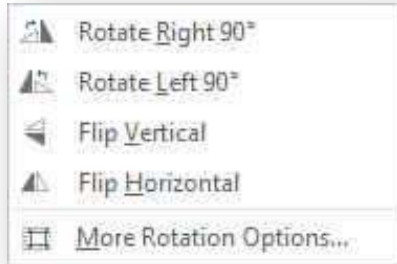 Rotate Right 90°
Rotate Left 90°
Flip Vertical
Flip Horizontal
More Rotation Options...